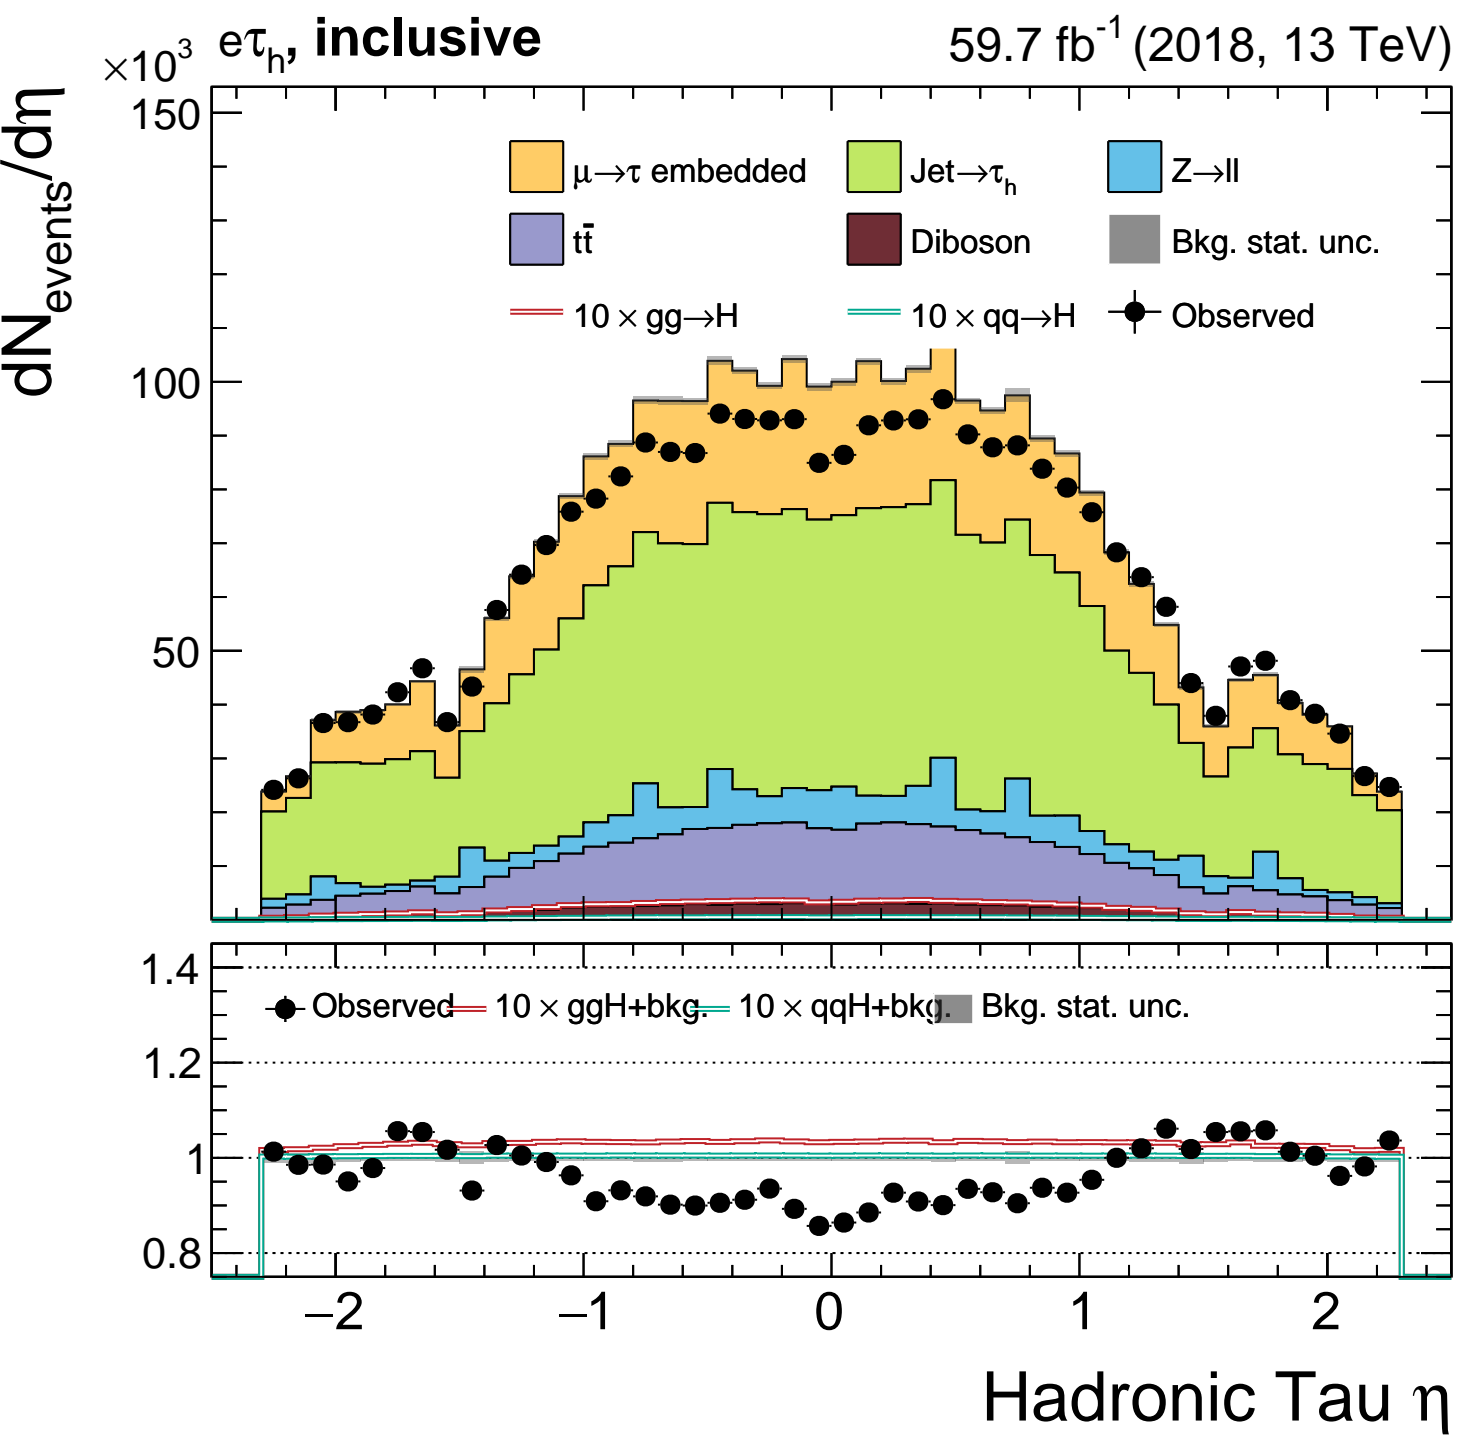 ×10³ eτₕ, inclusive 59.7 fb⁻¹ (2018, 13 TeV)
dN_events/dη
150
100
50
μ→τ embedded Jet→τₕ Z→ll
tt̄ Diboson Bkg. stat. unc.
10 × gg→H 10 × qq→H Observed
1.4
1.2
1
0.8
Observed 10 × ggH+bkg. 10 × qqH+bkg. Bkg. stat. unc.
−2 −1 0 1 2
Hadronic Tau η